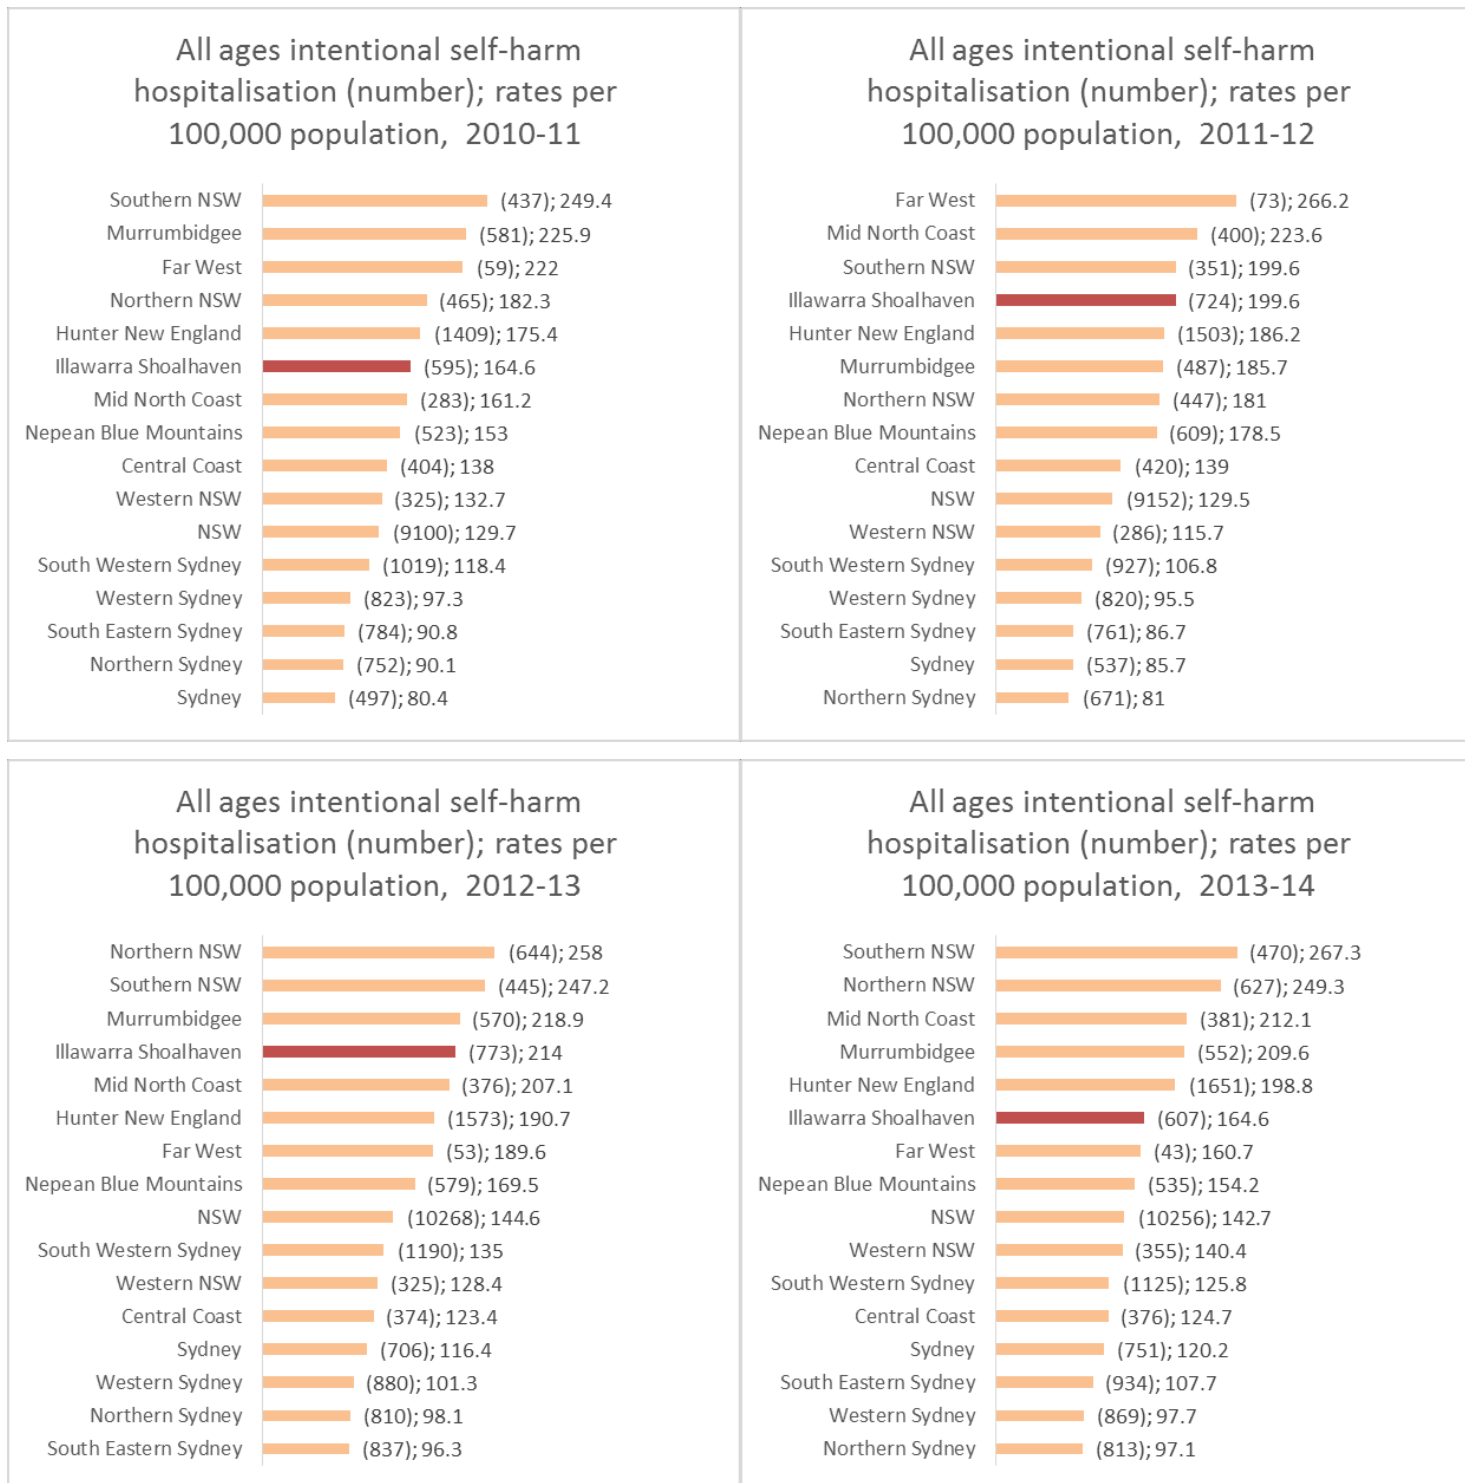 All ages intentional self-harm
hospitalisation (number); rates per
100,000 population, 2010-11
Southern NSW (437); 249.4
Murrumbidgee (581); 225.9
Far West (59); 222
Northern NSW (465); 182.3
Hunter New England (1409); 175.4
Illawarra Shoalhaven (595); 164.6
Mid North Coast (283); 161.2
Nepean Blue Mountains (523); 153
Central Coast (404); 138
Western NSW (325); 132.7
NSW (9100); 129.7
South Western Sydney (1019); 118.4
Western Sydney (823); 97.3
South Eastern Sydney (784); 90.8
Northern Sydney (752); 90.1
Sydney (497); 80.4
All ages intentional self-harm
hospitalisation (number); rates per
100,000 population, 2011-12
Far West (73); 266.2
Mid North Coast (400); 223.6
Southern NSW (351); 199.6
Illawarra Shoalhaven (724); 199.6
Hunter New England (1503); 186.2
Murrumbidgee (487); 185.7
Northern NSW (447); 181
Nepean Blue Mountains (609); 178.5
Central Coast (420); 139
NSW (9152); 129.5
Western NSW (286); 115.7
South Western Sydney (927); 106.8
Western Sydney (820); 95.5
South Eastern Sydney (761); 86.7
Sydney (537); 85.7
Northern Sydney (671); 81
All ages intentional self-harm
hospitalisation (number); rates per
100,000 population, 2012-13
Northern NSW (644); 258
Southern NSW (445); 247.2
Murrumbidgee (570); 218.9
Illawarra Shoalhaven (773); 214
Mid North Coast (376); 207.1
Hunter New England (1573); 190.7
Far West (53); 189.6
Nepean Blue Mountains (579); 169.5
NSW (10268); 144.6
South Western Sydney (1190); 135
Western NSW (325); 128.4
Central Coast (374); 123.4
Sydney (706); 116.4
Western Sydney (880); 101.3
Northern Sydney (810); 98.1
South Eastern Sydney (837); 96.3
All ages intentional self-harm
hospitalisation (number); rates per
100,000 population, 2013-14
Southern NSW (470); 267.3
Northern NSW (627); 249.3
Mid North Coast (381); 212.1
Murrumbidgee (552); 209.6
Hunter New England (1651); 198.8
Illawarra Shoalhaven (607); 164.6
Far West (43); 160.7
Nepean Blue Mountains (535); 154.2
NSW (10256); 142.7
Western NSW (355); 140.4
South Western Sydney (1125); 125.8
Central Coast (376); 124.7
Sydney (751); 120.2
South Eastern Sydney (934); 107.7
Western Sydney (869); 97.7
Northern Sydney (813); 97.1